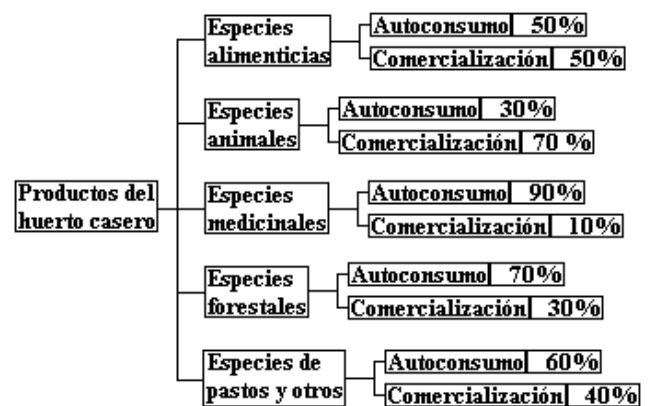 Especies
alimenticias
Autoconsumo 50%
Comercialización 50%
Especies
animales
Autoconsumo 30%
Comercialización 70 %
Productos del
huerto casero
Especies
medicinales
Autoconsumo 90%
Comercialización 10%
Especies
forestales
Autoconsumo 70%
Comercialización 30%
Especies de
pastos y otros
Autoconsumo 60%
Comercialización 40%